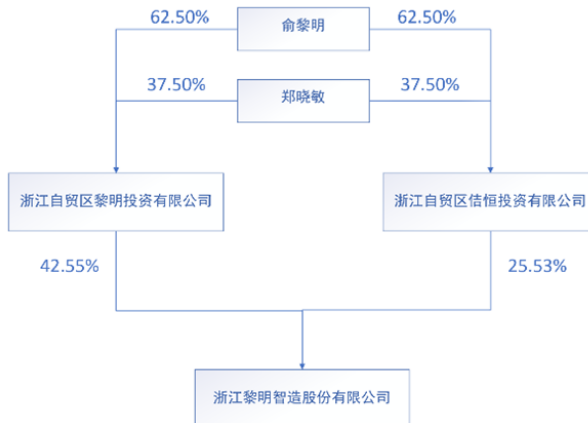 62.50%
俞黎明
62.50%
37.50%
郑晓敏
37.50%
浙江自贸区黎明投资有限公司
浙江自贸区佶恒投资有限公司
42.55%
25.53%
浙江黎明智造股份有限公司